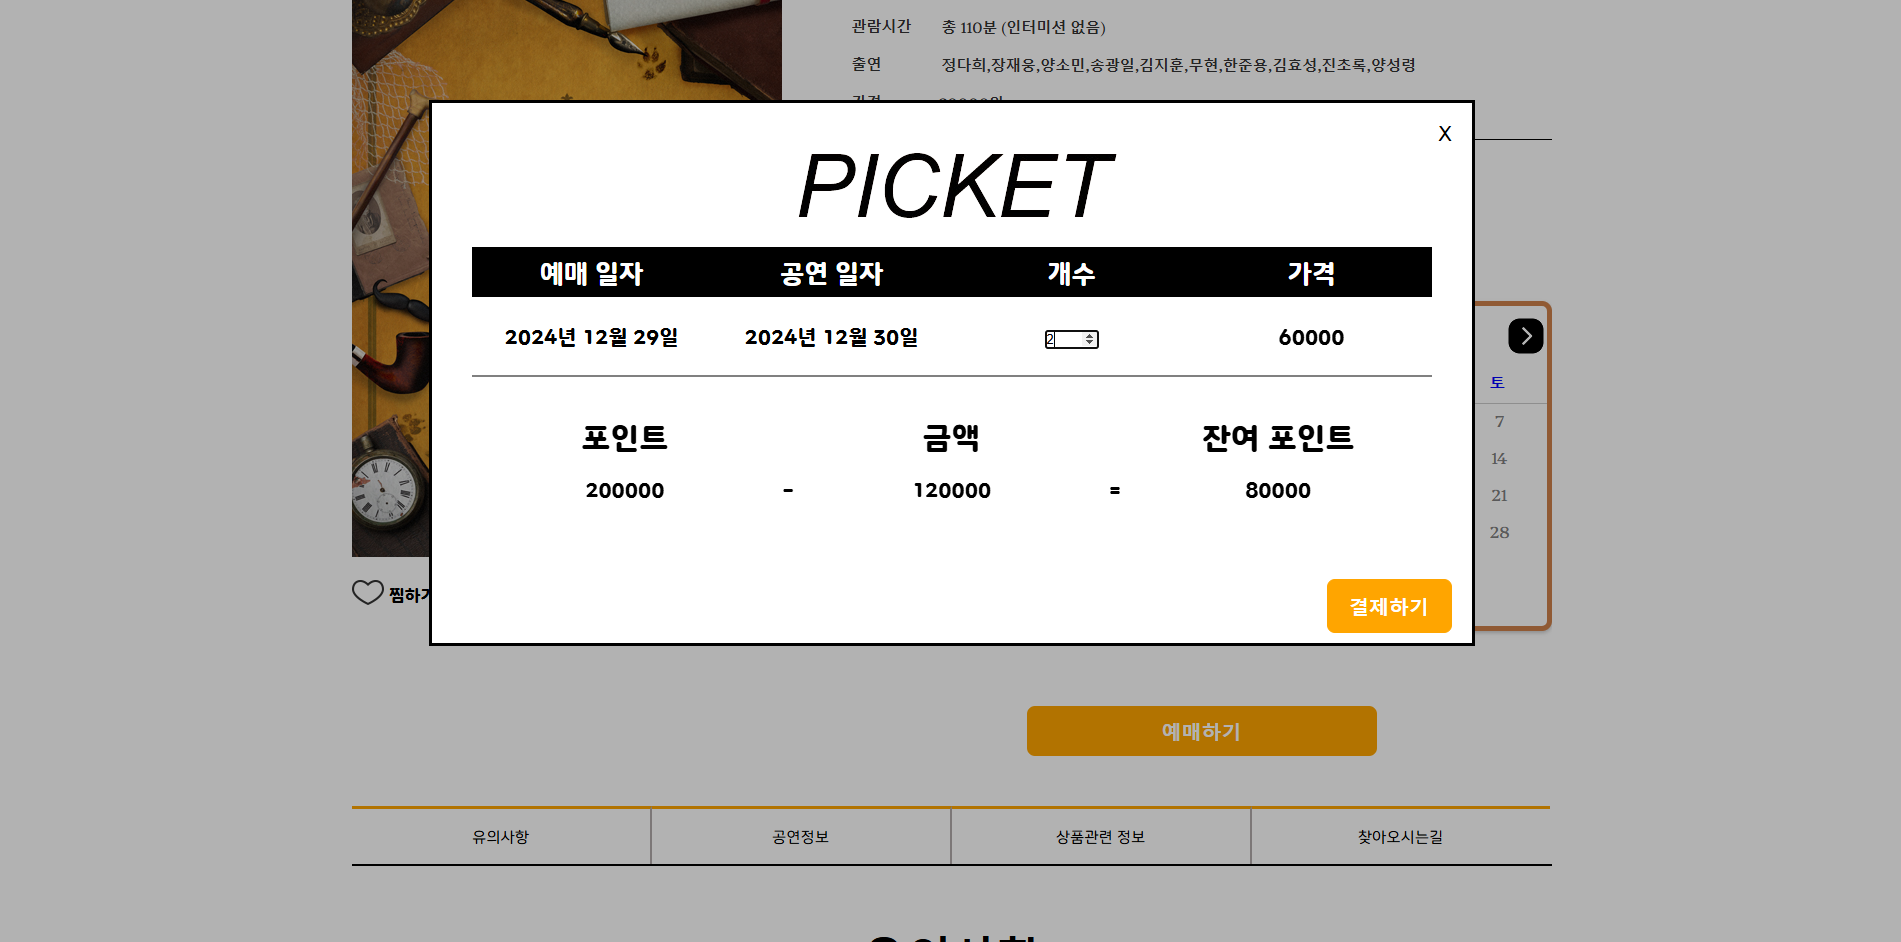 관람시간 총 110분 (인터미션 없음)
출연 정다희,장재웅,양소민,송광일,김지훈,무현,한준용,김효성,진초록,양성령
X
PICKET
예매 일자 공연 일자 개수 가격
2024년 12월 29일 2024년 12월 30일 2 60000
포인트 금액 잔여 포인트
200000 - 120000 = 80000
결제하기
토
7
14
21
28
찜하기
예매하기
유의사항 공연정보 상품관련 정보 찾아오시는길